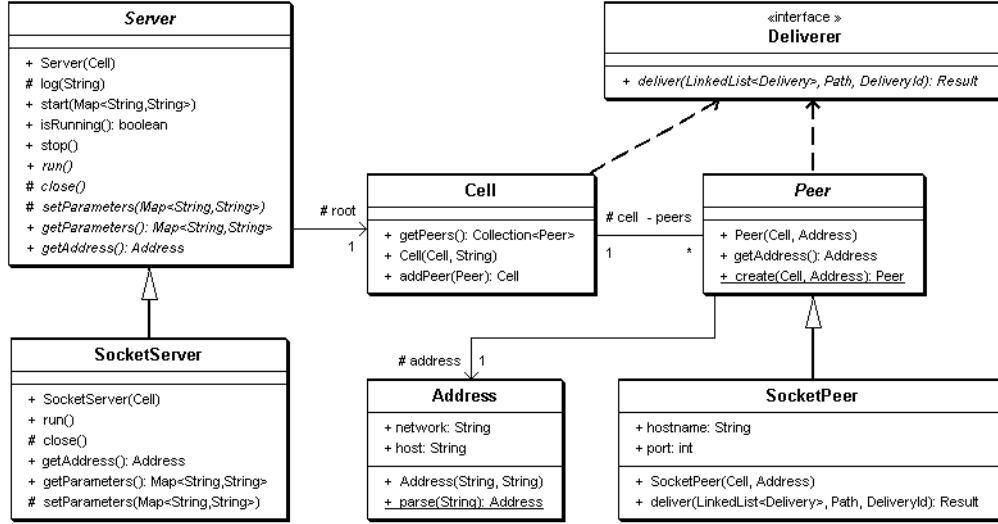 Server
+ Server(Cell)
# log(String)
+ start(Map<String,String>)
+ isRunning(): boolean
+ stop()
+ run()
# close()
# setParameters(Map<String,String>)
+ getParameters(): Map<String,String>
+ getAddress(): Address
«interface »
Deliverer
+ deliver(LinkedList<Delivery>, Path, DeliveryId): Result
# root
1
Cell
+ getPeers(): Collection<Peer>
+ Cell(Cell, String)
+ addPeer(Peer): Cell
# cell - peers
1 *
Peer
+ Peer(Cell, Address)
+ getAddress(): Address
+ create(Cell, Address): Peer
SocketServer
+ SocketServer(Cell)
+ run()
# close()
+ getAddress(): Address
+ getParameters(): Map<String,String>
# setParameters(Map<String,String>)
# address 1
Address
+ network: String
+ host: String
+ Address(String, String)
+ parse(String): Address
SocketPeer
+ hostname: String
+ port: int
+ SocketPeer(Cell, Address)
+ deliver(LinkedList<Delivery>, Path, DeliveryId): Result